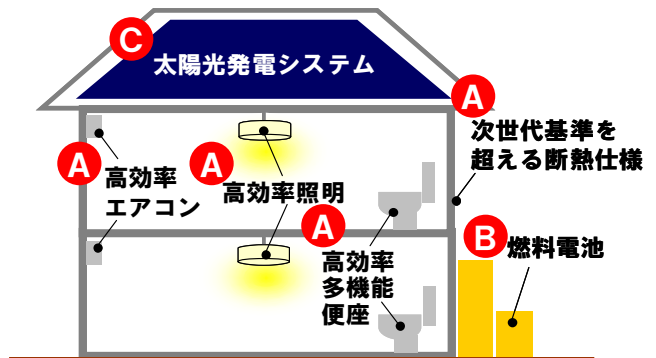 C
太陽光発電システム
A
次世代基準を
超える断熱仕様
A
高効率
エアコン
A
高効率照明
A
高効率
多機能
便座
B
燃料電池